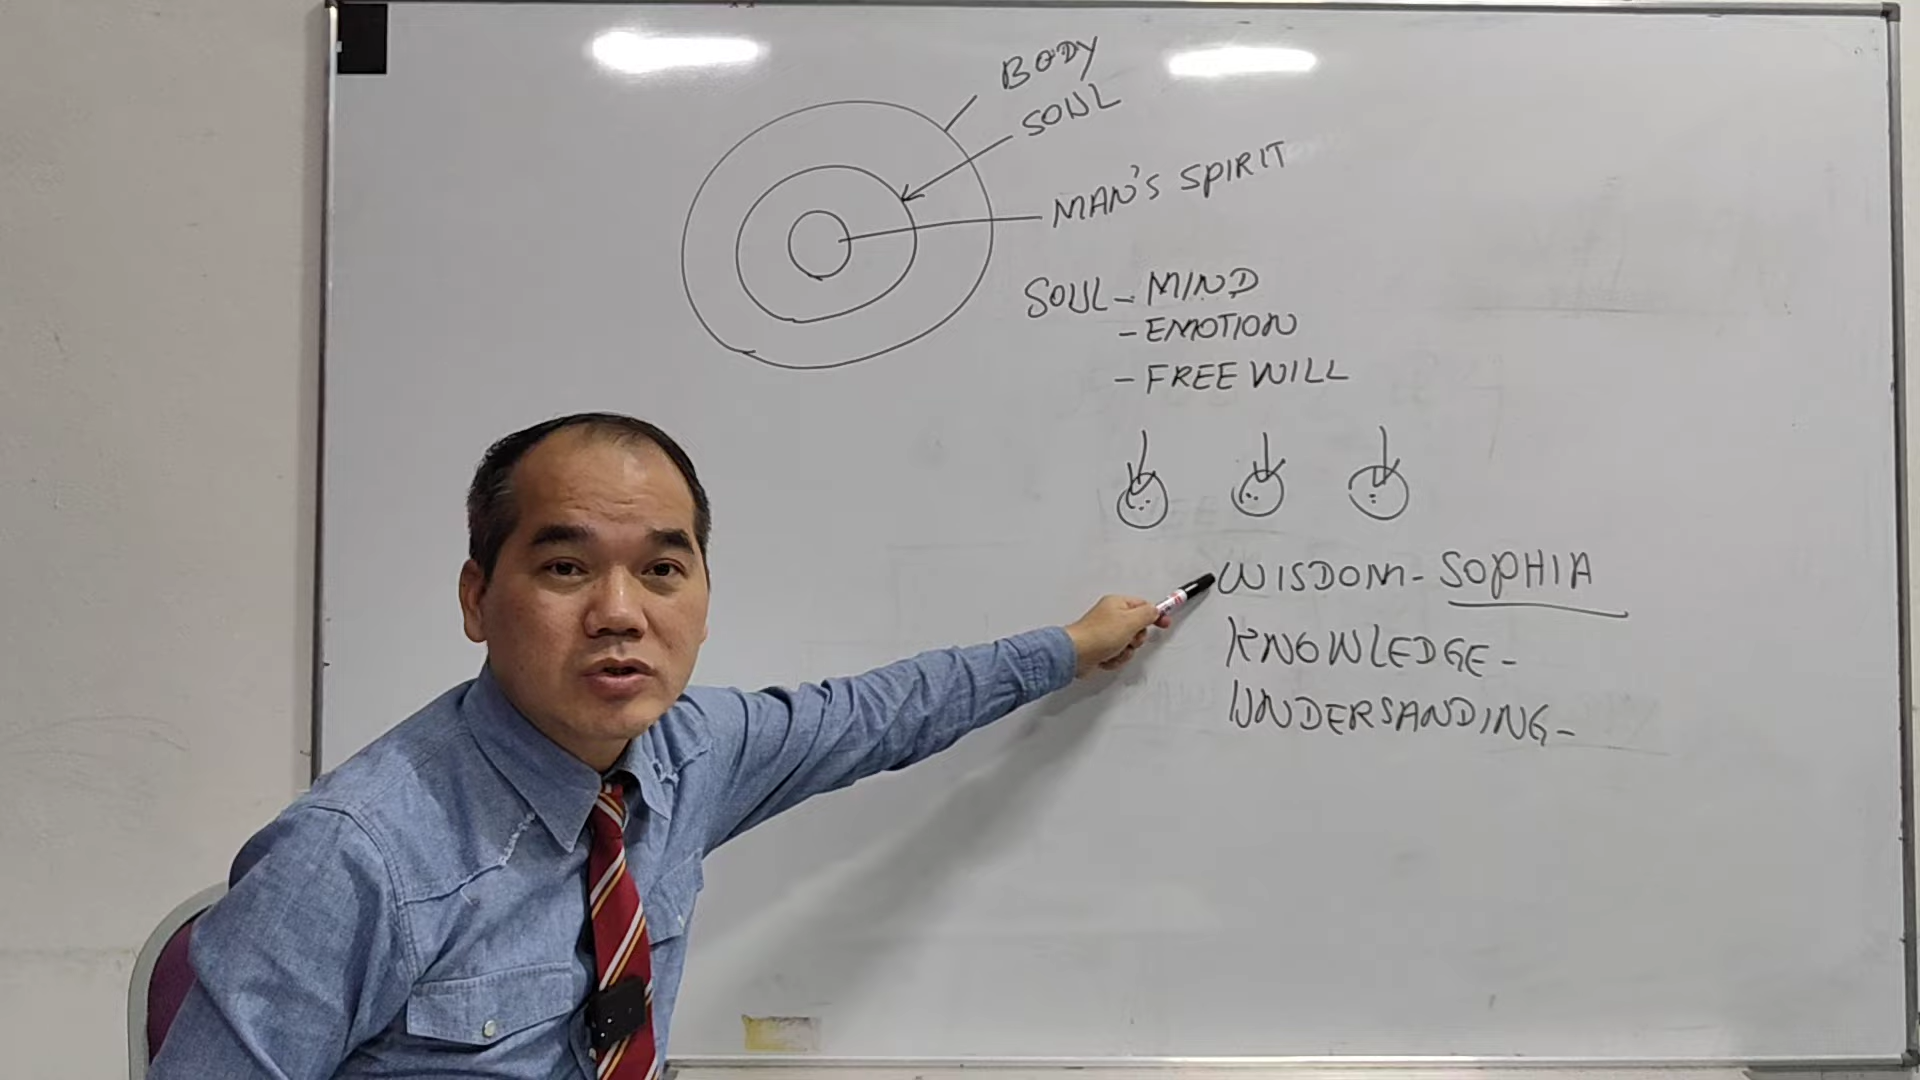 BODY
SOUL
MAN'S SPIRIT
SOUL - MIND
- EMOTION
- FREE WILL
WISDOM - SOPHIA
KNOWLEDGE -
UNDERSANDING -